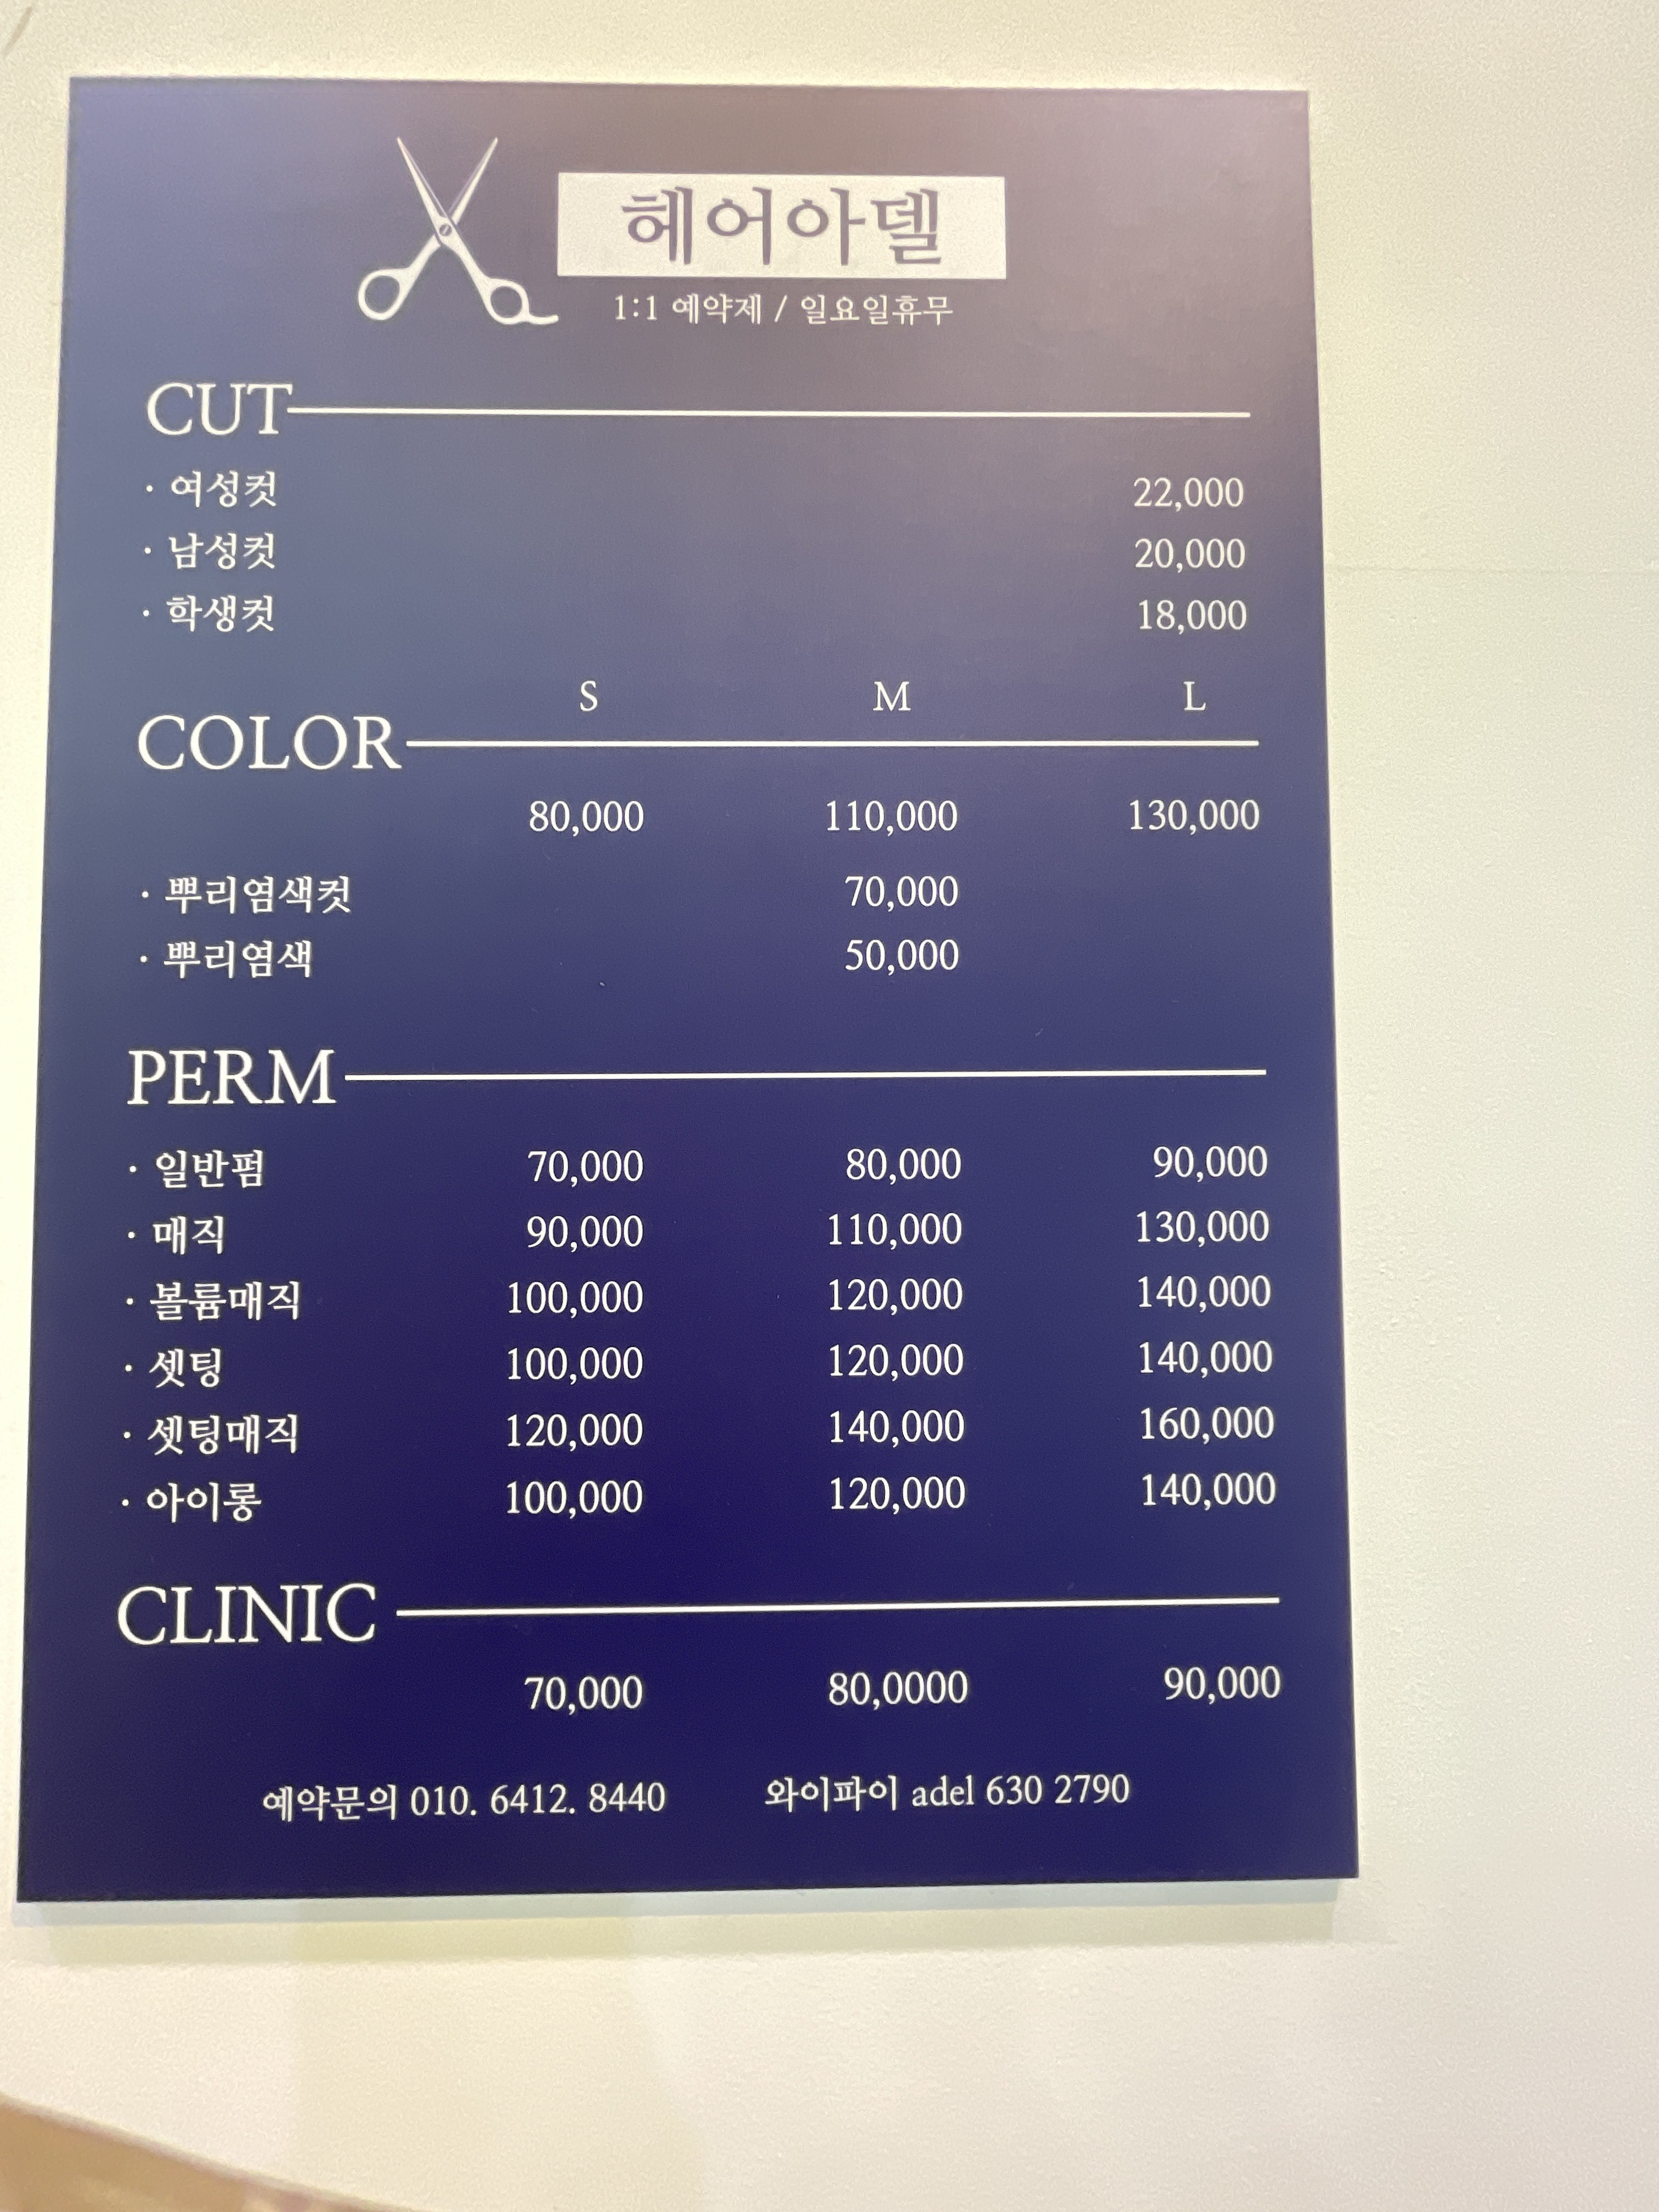 헤어아델
1:1 예약제 / 일요일휴무
CUT
· 여성컷 22,000
· 남성컷 20,000
· 학생컷 18,000
S M L
COLOR
80,000 110,000 130,000
· 뿌리염색컷 70,000
· 뿌리염색 50,000
PERM
· 일반펌 70,000 80,000 90,000
· 매직 90,000 110,000 130,000
· 볼륨매직 100,000 120,000 140,000
· 셋팅 100,000 120,000 140,000
· 셋팅매직 120,000 140,000 160,000
· 아이롱 100,000 120,000 140,000
CLINIC
70,000 80,0000 90,000
예약문의 010. 6412. 8440 와이파이 adel 630 2790